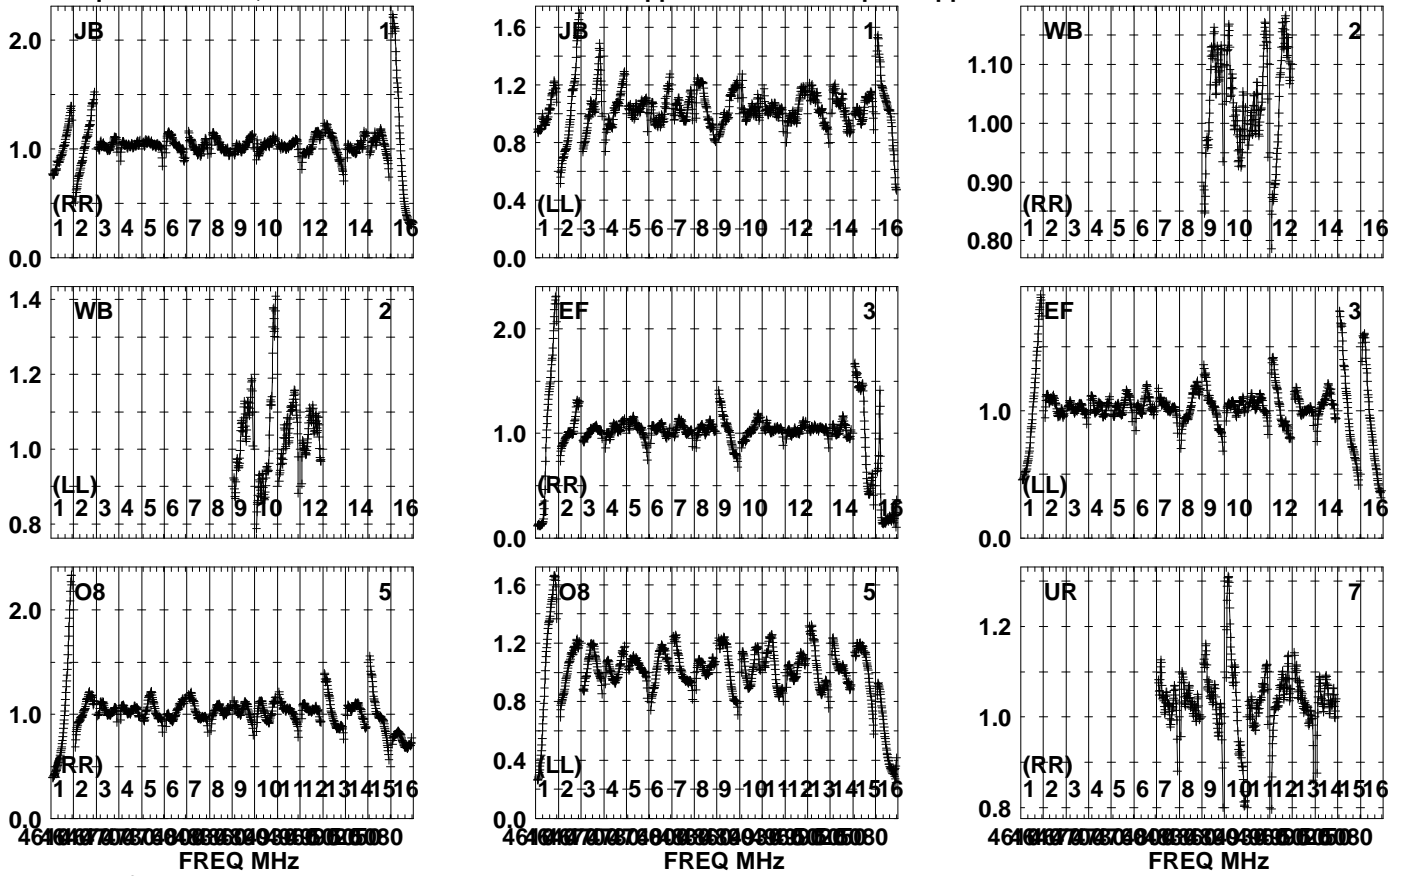 JB 1
2.0
1.0
(RR)
1 2 3 4 5 6 7 8 9 10 12 14 16
0.0
JB 1
1.6
1.2
0.8
0.4
(LL)
1 2 3 4 5 6 7 8 9 10 12 14 16
0.0
WB 2
1.10
1.00
0.90
(RR)
1 2 3 4 5 6 7 8 9 10 12 14 16
0.80
WB 2
1.4
1.2
1.0
(LL)
1 2 3 4 5 6 7 8 9 10 12 14 16
0.8
EF 3
2.0
1.0
(RR)
1 2 3 4 5 6 7 8 9 10 12 14 16
0.0
EF 3
1.0
(LL)
1 2 3 4 5 6 7 8 9 10 12 14 16
0.0
O8 5
2.0
1.0
(RR)
1 2 3 4 5 6 7 8 9 10 11 12 13 14 15 16
0.0
FREQ MHz
O8 5
1.6
1.2
0.8
0.4
(LL)
1 2 3 4 5 6 7 8 9 10 11 12 13 14 15 16
0.0
FREQ MHz
UR 7
1.2
1.0
(RR)
1 2 3 4 5 6 7 8 9 10 11 12 13 14 15 16
0.8
FREQ MHz